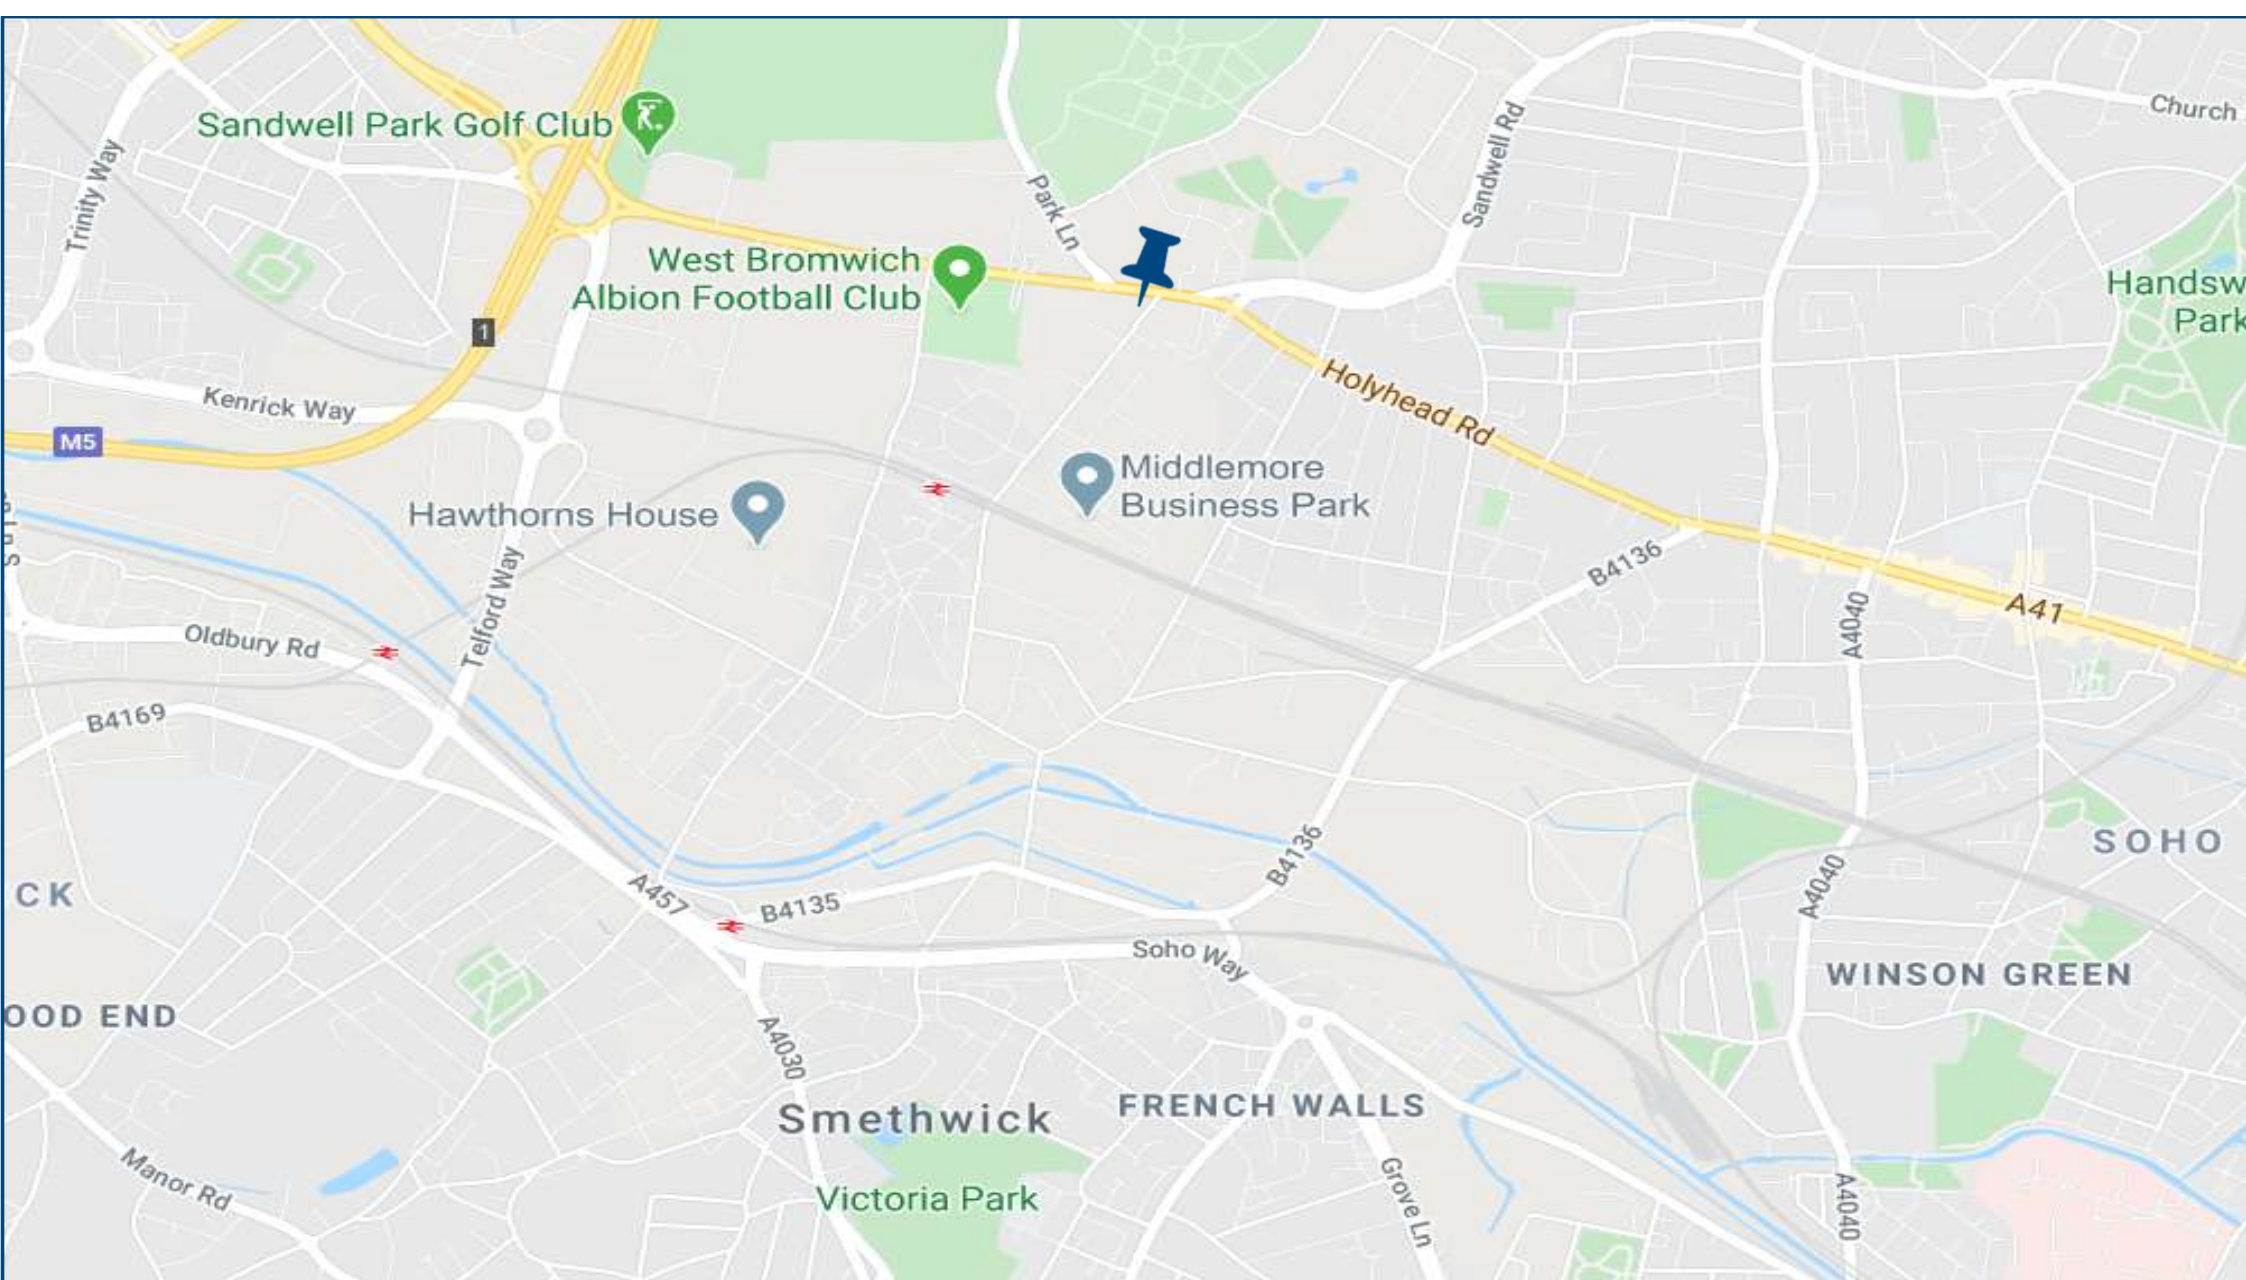 Church
Sandwell Park Golf Club
Sandwell Rd
Trinity Way
Park Ln
West Bromwich
Albion Football Club
Handsw
Park
1
Holyhead Rd
Kenrick Way
M5
Middlemore
Business Park
Hawthorns House
B4136
A41
A4040
Telford Way
Oldbury Rd
B4169
SOHO
B4136
A4040
CK
A457
B4135
Soho Way
WINSON GREEN
OOD END
A4030
Smethwick
FRENCH WALLS
Manor Rd
Victoria Park
Grove Ln
A4040